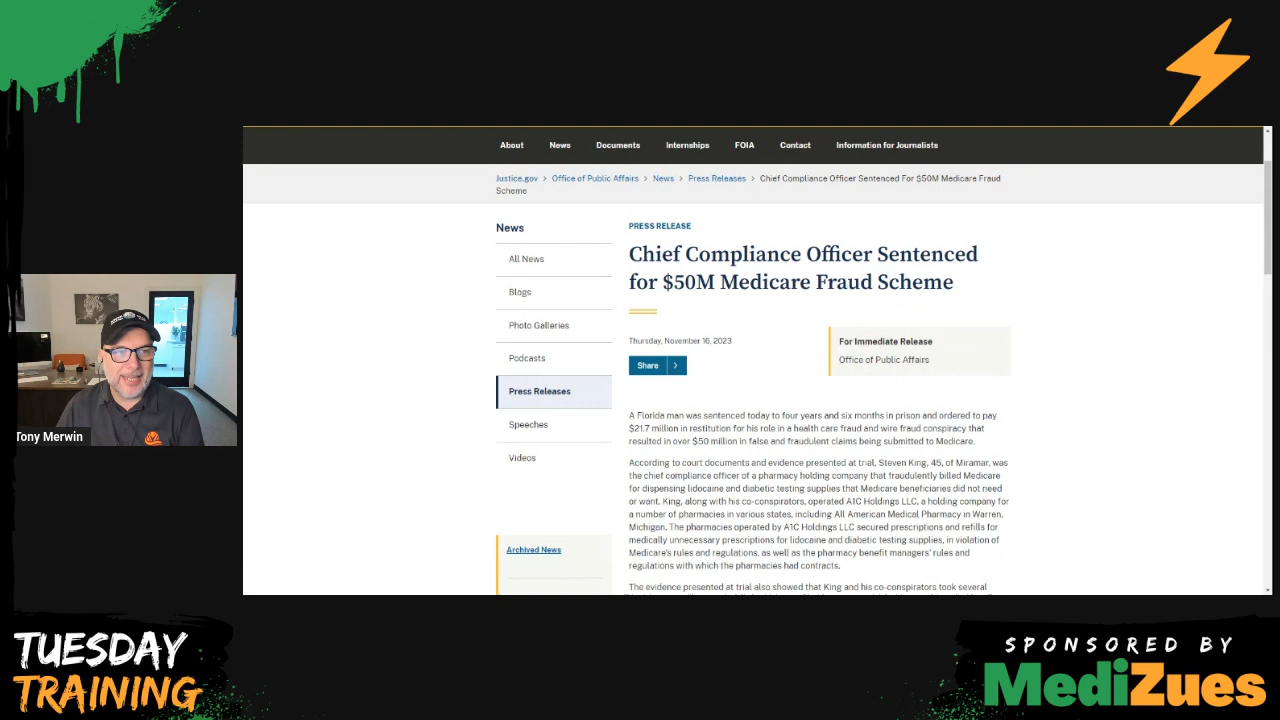 About News Documents Internships FOIA Contact Information for Journalists
Justice.gov > Office of Public Affairs > News > Press Releases > Chief Compliance Officer Sentenced For $50M Medicare Fraud
Scheme
News
All News
Blogs
Photo Galleries
Podcasts
Press Releases
Speeches
Videos
Archived News
PRESS RELEASE
Chief Compliance Officer Sentenced
for $50M Medicare Fraud Scheme
Thursday, November 16, 2023
Share >
For Immediate Release
Office of Public Affairs
A Florida man was sentenced today to four years and six months in prison and ordered to pay
$21.7 million in restitution for his role in a health care fraud and wire fraud conspiracy that
resulted in over $50 million in false and fraudulent claims being submitted to Medicare.
According to court documents and evidence presented at trial, Steven King, 45, of Miramar, was
the chief compliance officer of a pharmacy holding company that fraudulently billed Medicare
for dispensing lidocaine and diabetic testing supplies that Medicare beneficiaries did not need
or want. King, along with his co-conspirators, operated A1C Holdings LLC, a holding company for
a number of pharmacies in various states, including All American Medical Pharmacy in Warren,
Michigan. The pharmacies operated by A1C Holdings LLC secured prescriptions and refills for
medically unnecessary prescriptions for lidocaine and diabetic testing supplies, in violation of
Medicare's rules and regulations, as well as the pharmacy benefit managers' rules and
regulations with which the pharmacies had contracts.
The evidence presented at trial also showed that King and his co-conspirators took several
Tony Merwin
TUESDAY
TRAINING
SPONSORED BY
MediZues